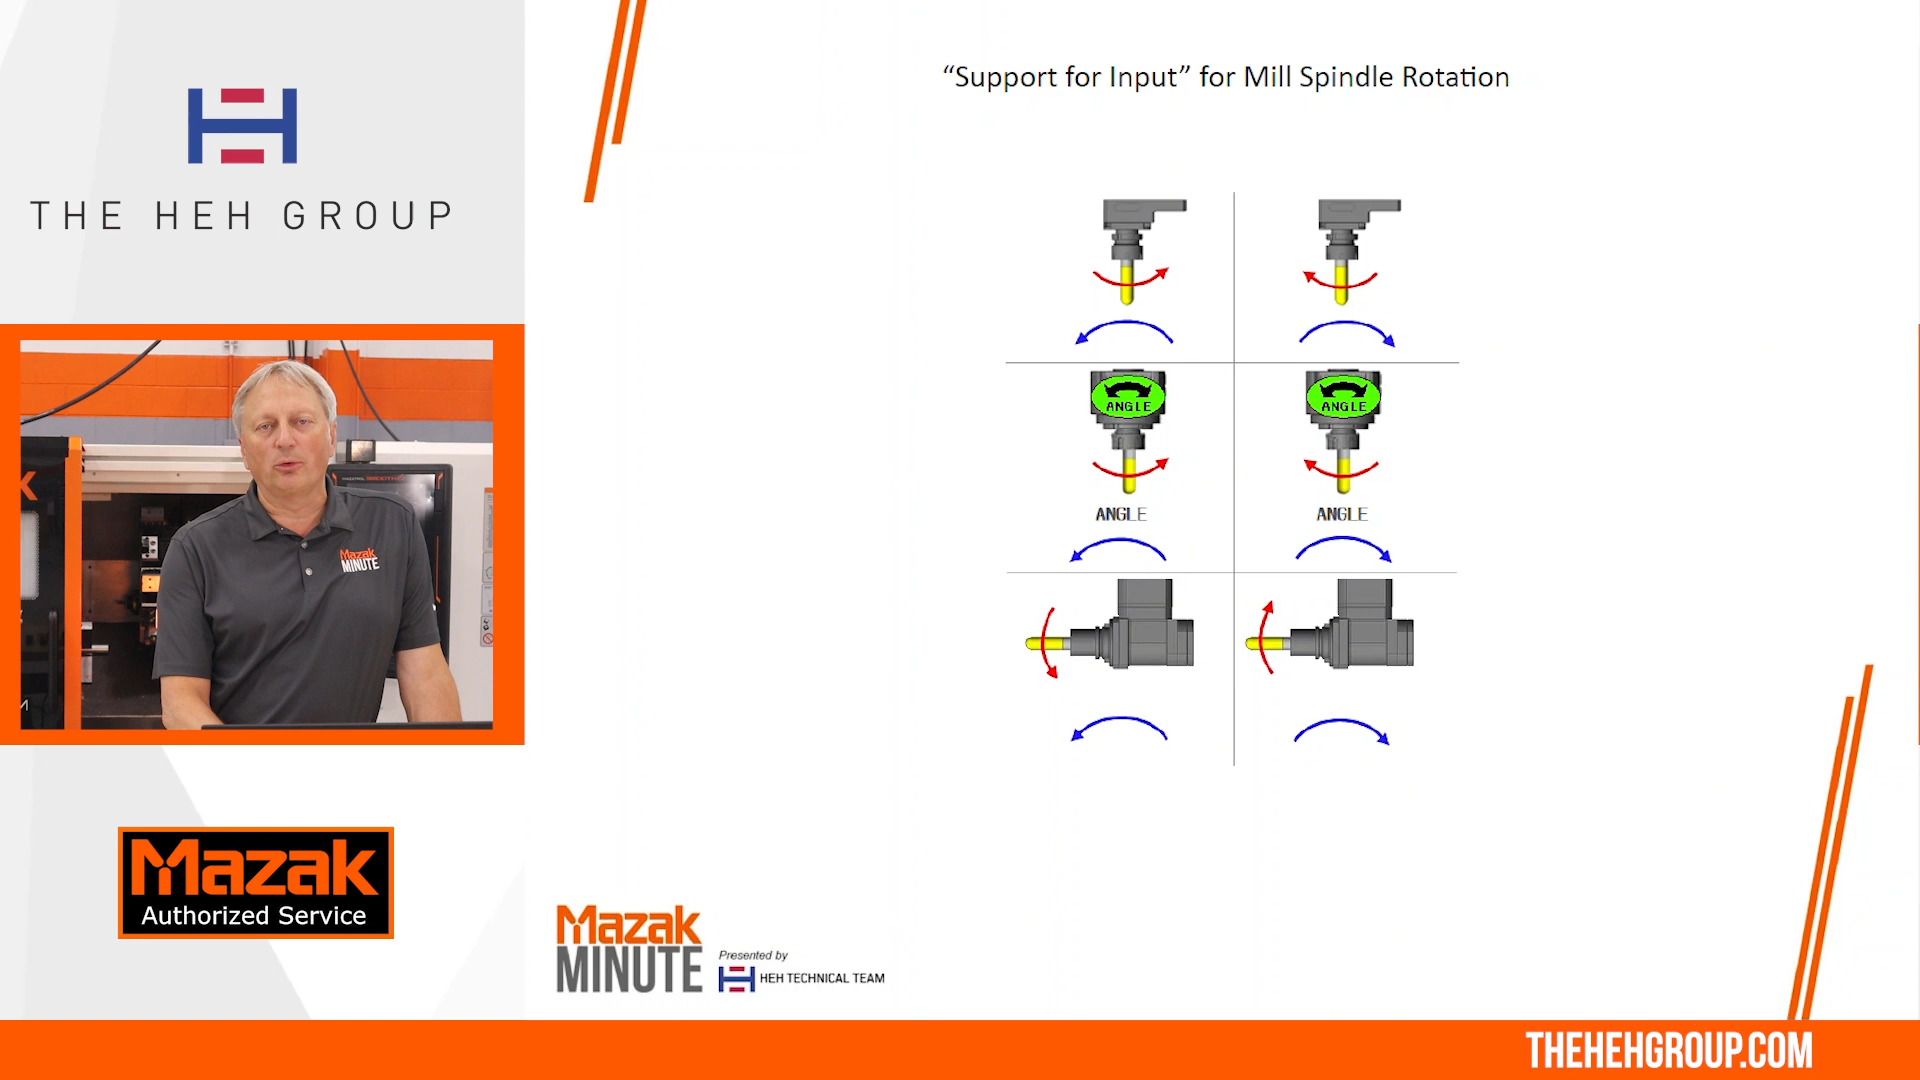 THE HEH GROUP
“Support for Input” for Mill Spindle Rotation
ANGLE
ANGLE
ANGLE
ANGLE
Mazak
MINUTE
Mazak
Authorized Service
Mazak
MINUTE
Presented by
HEH TECHNICAL TEAM
THEHEHGROUP.COM